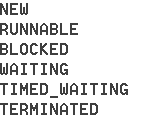 NEW
RUNNABLE
BLOCKED
WAITING
TIMED_WAITING
TERMINATED